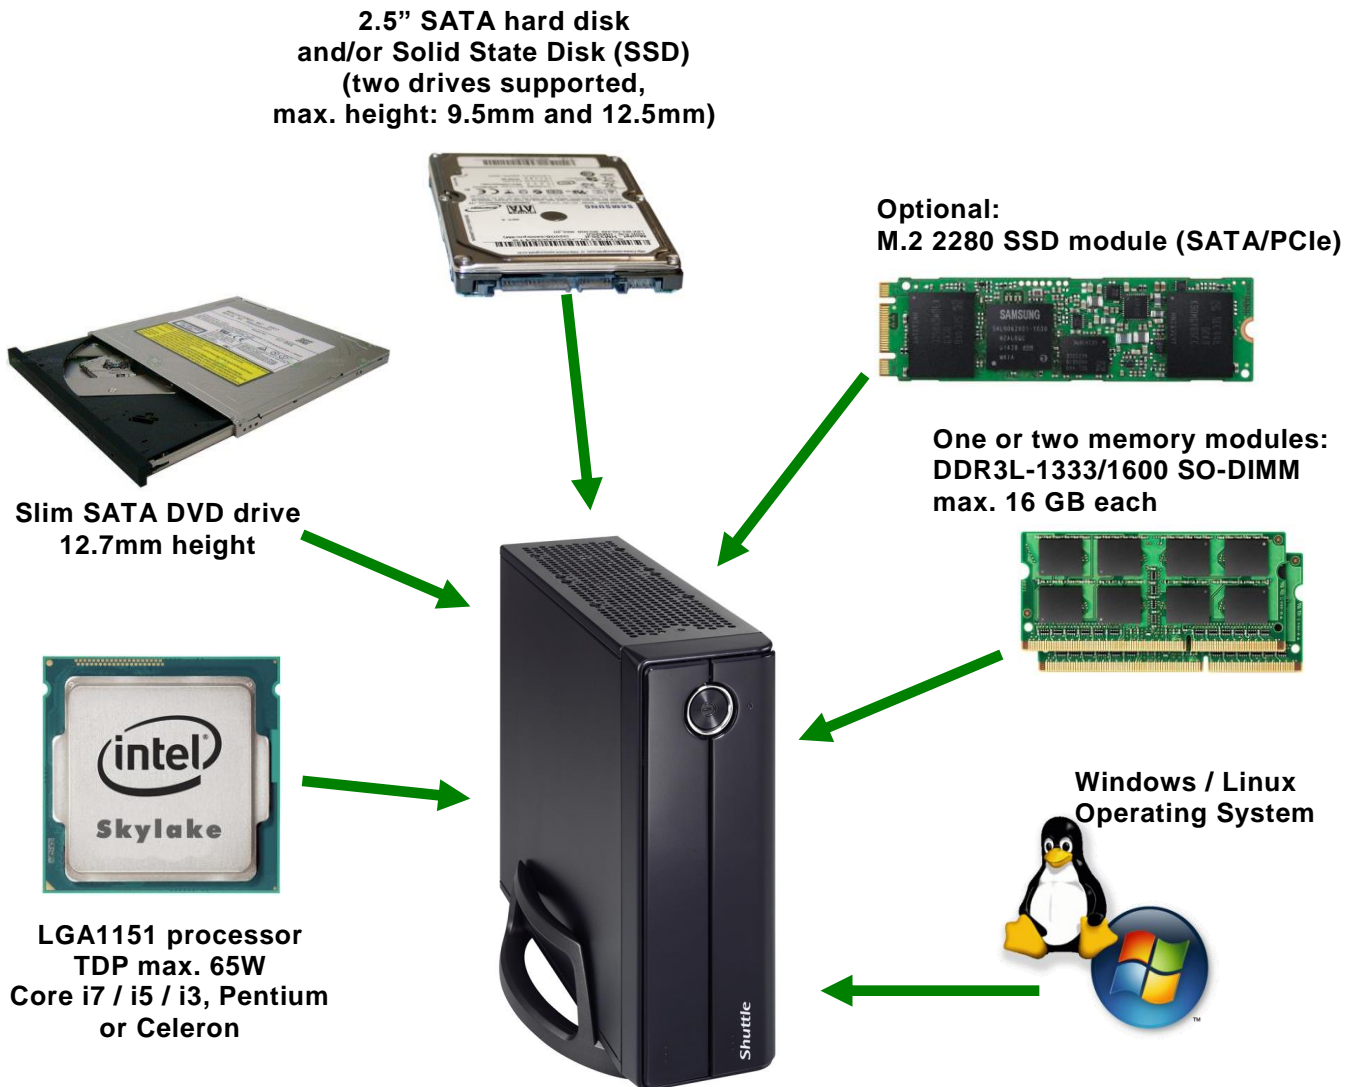 2.5” SATA hard disk
and/or Solid State Disk (SSD)
(two drives supported,
max. height: 9.5mm and 12.5mm)
SAMSUNG
SATA
Optional:
M.2 2280 SSD module (SATA/PCIe)
SAMSUNG
One or two memory modules:
DDR3L-1333/1600 SO-DIMM
max. 16 GB each
Slim SATA DVD drive
12.7mm height
intel
Skylake
LGA1151 processor
TDP max. 65W
Core i7 / i5 / i3, Pentium
or Celeron
Windows / Linux
Operating System
TM
Shuttle